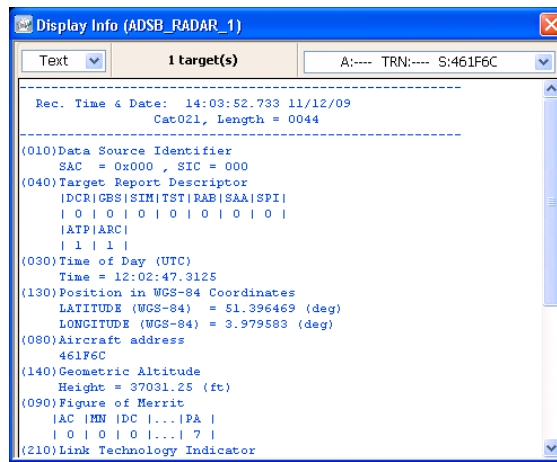 Display Info (ADSB_RADAR_1)
Text 1 target(s) A:---- TRN:---- S:461F6C
------------------------------------------------------
Rec. Time & Date: 14:03:52.733 11/12/09
Cat021, Length = 0044
------------------------------------------------------
(010)Data Source Identifier
SAC = 0x000 , SIC = 000
(040)Target Report Descriptor
|DCR|GBS|SIM|TST|RAB|SAA|SPI|
| 0 | 0 | 0 | 0 | 0 | 0 | 0 |
|ATP|ARC|
| 1 | 1 |
(030)Time of Day (UTC)
Time = 12:02:47.3125
(130)Position in WGS-84 Coordinates
LATITUDE (WGS-84) = 51.396469 (deg)
LONGITUDE (WGS-84) = 3.979583 (deg)
(080)Aircraft address
461F6C
(140)Geometric Altitude
Height = 37031.25 (ft)
(090)Figure of Merrit
|AC |MN |DC |...|PA |
| 0 | 0 | 0 |...| 7 |
(210)Link Technology Indicator